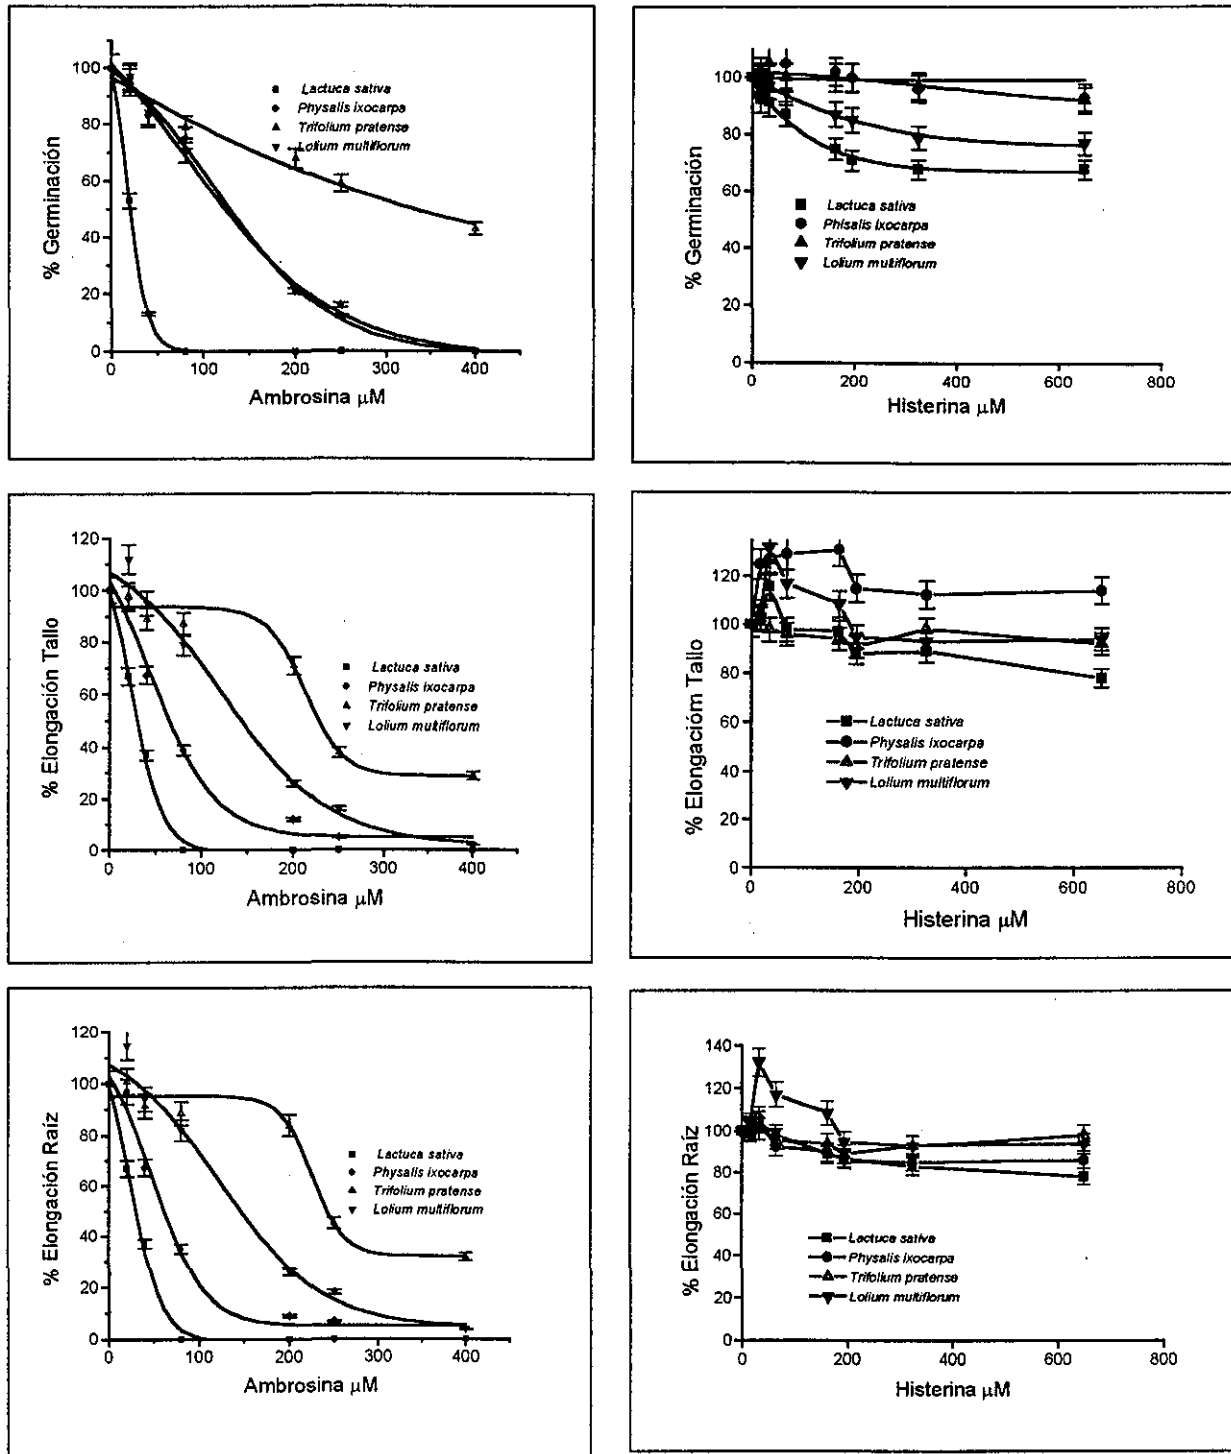 100
80
60
40
20
0
% Germinación
Lactuca sativa
Physalis ixocarpa
Trifolium pratense
Lolium multiflorum
0 100 200 300 400
Ambrosina µM
100
80
60
40
20
0
% Germinación
Lactuca sativa
Phisalis ixocarpa
Trifolium pratense
Lolium multiflorum
0 200 400 600 800
Histerina µM
120
100
80
60
40
20
0
% Elongación Tallo
Lactuca sativa
Physalis ixocarpa
Trifolium pratense
Lolium multiflorum
0 100 200 300 400
Ambrosina µM
120
100
80
60
40
20
0
% Elongacióm Tallo
Lactuca sativa
Physalis ixocarpa
Trifolium pratense
Lolium multiflorum
0 200 400 600 800
Histerina µM
120
100
80
60
40
20
0
% Elongación Raíz
Lactuca sativa
Physalis ixocarpa
Trifolium pratense
Lolium multiflorum
0 100 200 300 400
Ambrosina µM
140
120
100
80
60
40
20
0
% Elongación Raíz
Lactuca sativa
Physalis ixocarpa
Trifolium pratense
Lolium multiflorum
0 200 400 600 800
Histerina µM